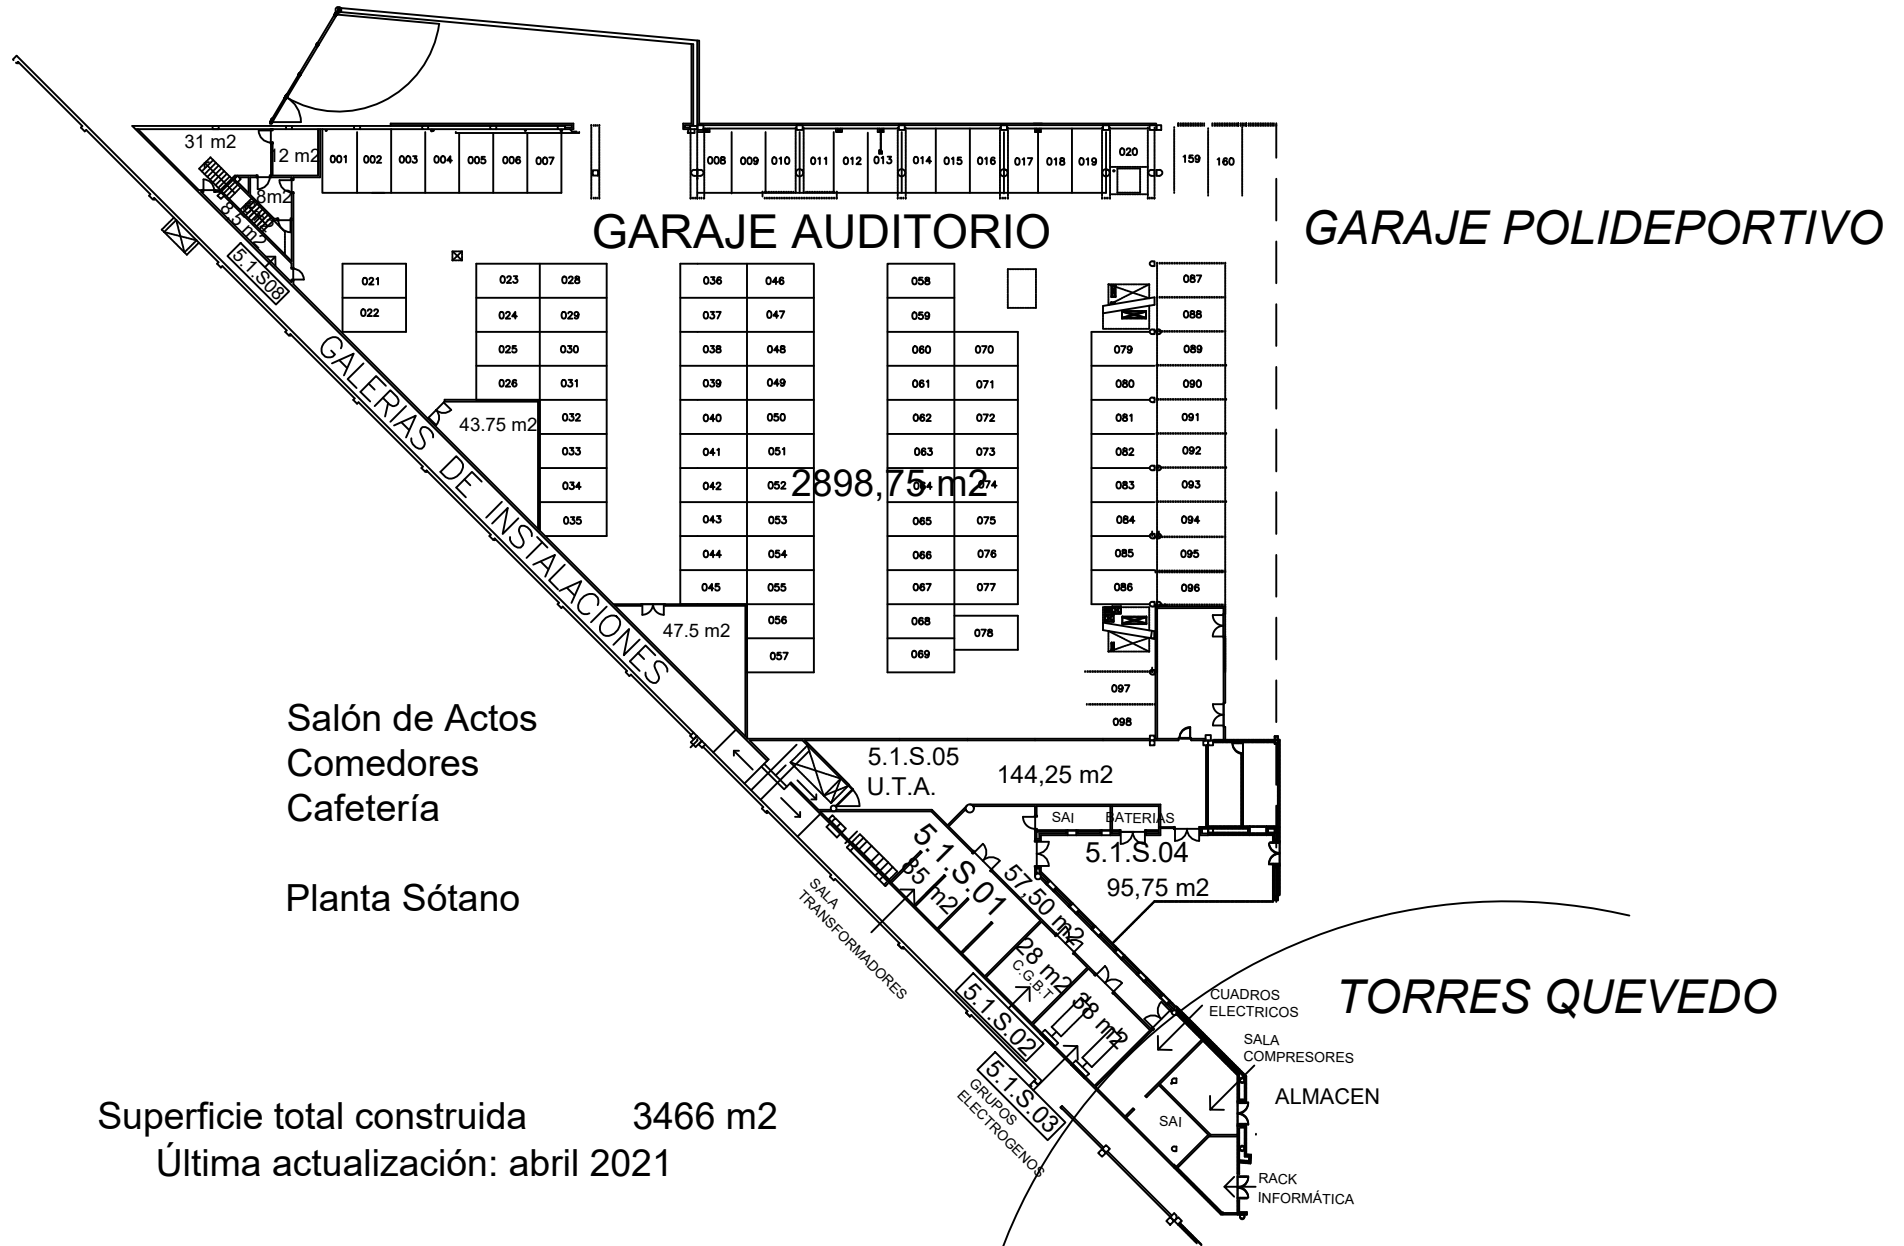 31 m2
12 m2
001 002 003 004 005 006 007
008 009 010 011 012 013 014 015 016 017 018 019 020
159 160
8m2
8.5 m2
5.1.S08
GARAJE AUDITORIO
GARAJE POLIDEPORTIVO
021
022
023
024
025
026
028
029
030
031
032
033
034
035
036
037
038
039
040
041
042
043
044
045
046
047
048
049
050
051
052
053
054
055
056
057
058
059
060
061
062
063
064
065
066
067
068
069
070
071
072
073
074
075
076
077
078
079
080
081
082
083
084
085
086
087
088
089
090
091
092
093
094
095
096
097
098
43.75 m2
2898,75 m2
47.5 m2
GALERIAS DE INSTALACIONES
Salón de Actos
Comedores
Cafetería
Planta Sótano
5.1.S.05
U.T.A.
144,25 m2
SAI
BATERIAS
5.1.S.04
95,75 m2
5.1.S.01
85 m2
57,50 m2
SALA
TRANSFORMADORES
28 m2
C.G.B.T
5.1.S.02
38 m2
5.1.S.03
GRUPOS
ELECTROGENOS
CUADROS
ELECTRICOS
SALA
COMPRESORES
ALMACEN
SAI
RACK
INFORMÁTICA
TORRES QUEVEDO
Superficie total construida 3466 m2
Última actualización: abril 2021